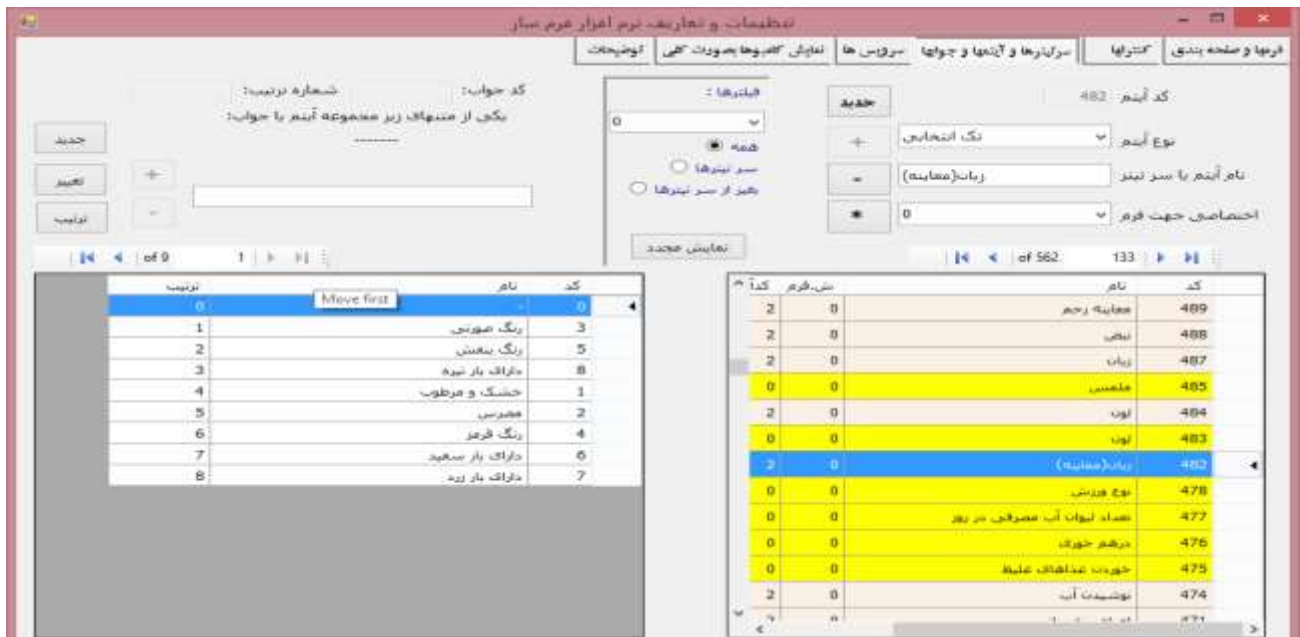 تنظیمات و تعاریف نرم افزار فرم ساز
فرمها و صفحه بندی
کنترلها
سرتیترها و آیتمها و جوابها
سرویس ها
نمایش کامبوها بصورت کلی
توضیحات
کد آیتم 482
جدید
نوع آیتم تک انتخابی
+
نام آیتم یا سر تیتر زبان(معاینه)
-
اختصاصی جهت فرم 0
*
فیلترها :
0
همه
سر تیترها
بغیر از سر تیترها
نمایش مجدد
کد جواب: شماره ترتیب:
یکی از متنهای زیر مجموعه آیتم یا جواب:
-------
جدید
تغییر
ترتیب
+
-
of 562 133
of 9 1
کد نام ش.فرم کدآ
489 معاینه رحم 0 2
488 نبض 0 2
487 زبان 0 2
485 ملمس 0 0
484 لون 0 2
483 لون 0 0
482 زبان(معاینه) 0 2
478 نوع ورزش 0 0
477 تعداد لیوان آب مصرفی در روز 0 0
476 درهم خوری 0 0
475 خوردن غذاهای غلیظ 0 0
474 نوشیدن آب 0 2
کد نام ترتیب
Move first
0 - 0
3 رنگ صورتی 1
5 رنگ بنفش 2
8 دارای بار تیره 3
1 خشک و مرطوب 4
2 مضرس 5
4 رنگ قرمز 6
6 دارای بار سفید 7
7 دارای بار زرد 8